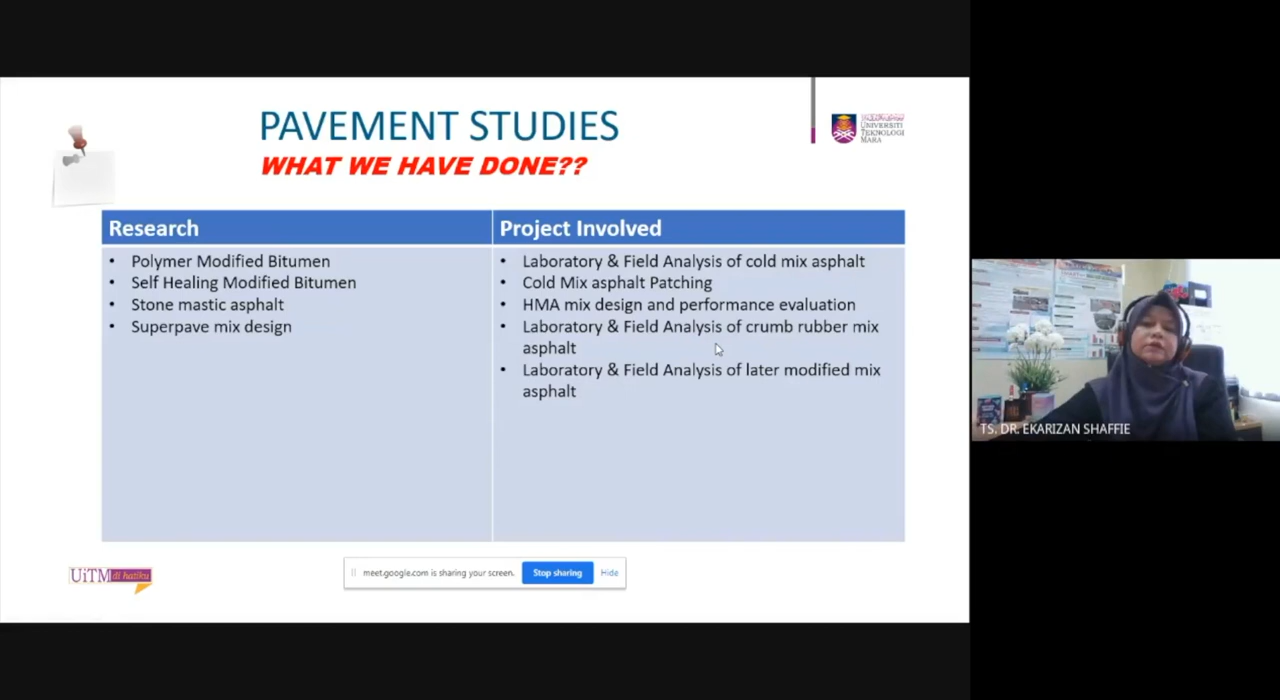 PAVEMENT STUDIES
WHAT WE HAVE DONE??
UNIVERSITI
TEKNOLOGI
MARA
Research
Project Involved
• Polymer Modified Bitumen
• Self Healing Modified Bitumen
• Stone mastic asphalt
• Superpave mix design
• Laboratory & Field Analysis of cold mix asphalt
• Cold Mix asphalt Patching
• HMA mix design and performance evaluation
• Laboratory & Field Analysis of crumb rubber mix
asphalt
• Laboratory & Field Analysis of later modified mix
asphalt
UiTM di hatiku
meet.google.com is sharing your screen.
Stop sharing
Hide
TS. DR. EKARIZAN SHAFFIE